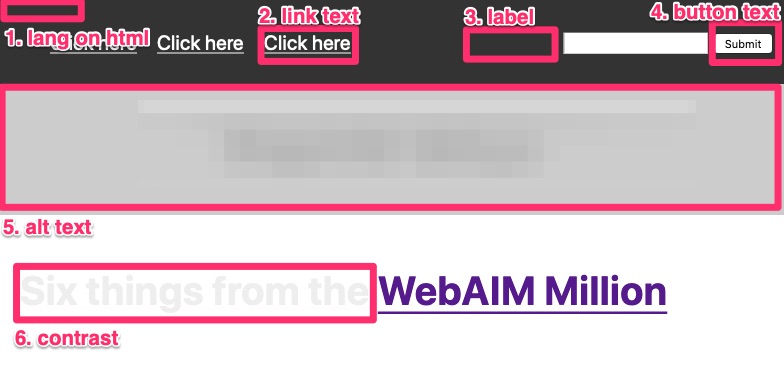 2. link text
3. label
4. button text
1. lang on html
Click here
Click here
Click here
Submit
5. alt text
Six things from the WebAIM Million
6. contrast